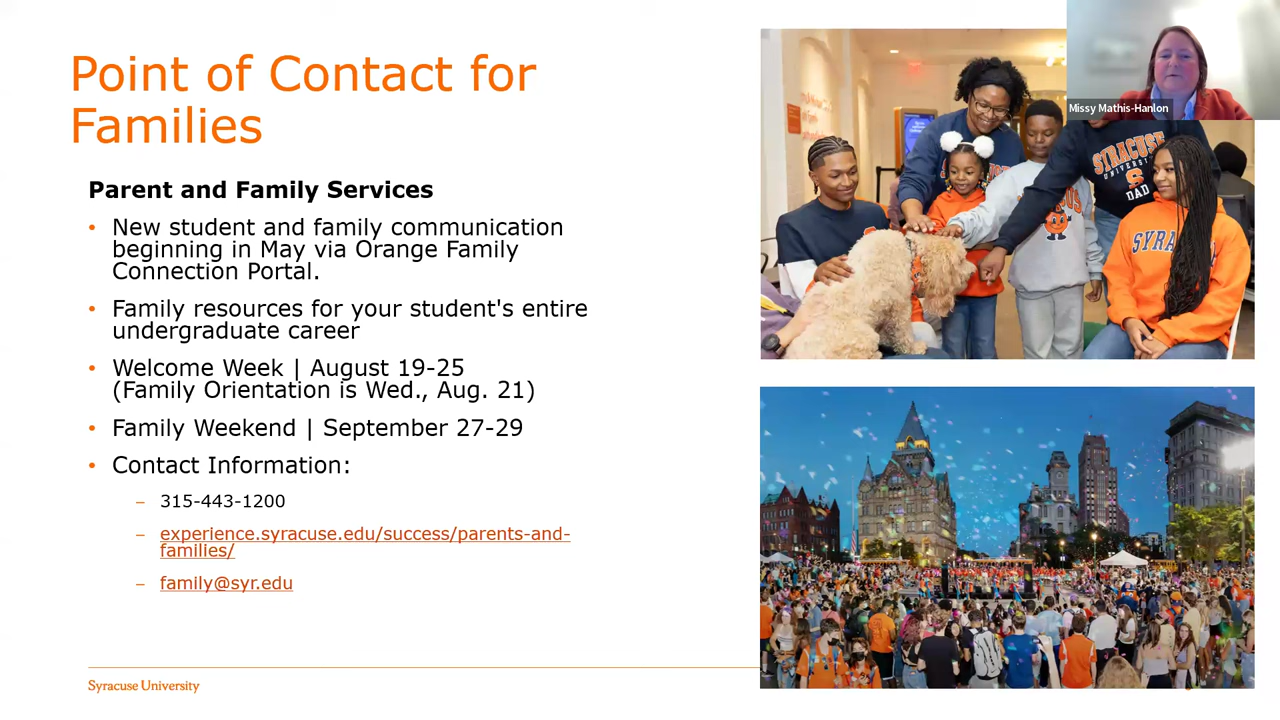 Point of Contact for
Families
Missy Mathis-Hanlon
Parent and Family Services
• New student and family communication
beginning in May via Orange Family
Connection Portal.
• Family resources for your student's entire
undergraduate career
• Welcome Week | August 19-25
(Family Orientation is Wed., Aug. 21)
• Family Weekend | September 27-29
• Contact Information:
– 315-443-1200
– experience.syracuse.edu/success/parents-and-
families/
– family@syr.edu
SYRACUSE
UNIVERSITY
S
DAD
SYRA
Syracuse University